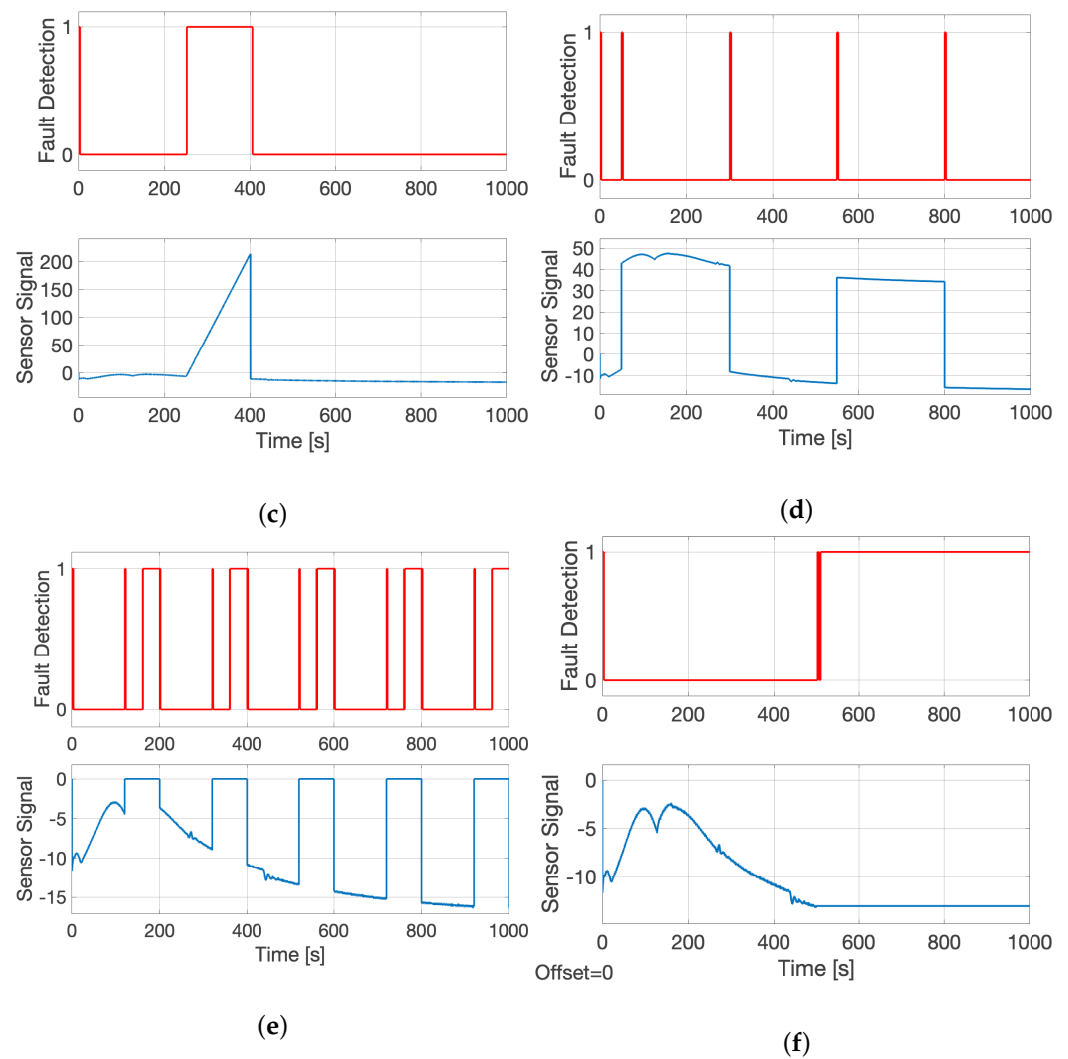 Fault Detection
1
0
0 200 400 600 800 1000
Sensor Signal
200
150
100
50
0
0 200 400 600 800 1000
Time [s]
(c)
Fault Detection
1
0
0 200 400 600 800 1000
Sensor Signal
50
40
30
20
10
0
-10
0 200 400 600 800 1000
Time [s]
(d)
Fault Detection
1
0
0 200 400 600 800 1000
Sensor Signal
0
-5
-10
-15
0 200 400 600 800 1000
Time [s]
(e)
Fault Detection
1
0
0 200 400 600 800 1000
Sensor Signal
0
-5
-10
0 200 400 600 800 1000
Time [s]
Offset=0
(f)